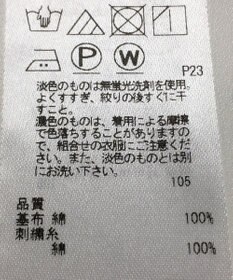 P W
P23
淡色のものは無蛍光洗剤を使用。
よくすすぎ、絞りの後すぐに干
すこと。
濃色のものは、着用による摩擦
で色落ちすることがありますの
で、組合せの衣服にご注意くだ
さい。また、淡色のものとは別
にお洗い下さい。
105
品質
基布 綿 100%
刺繍糸
綿 100%